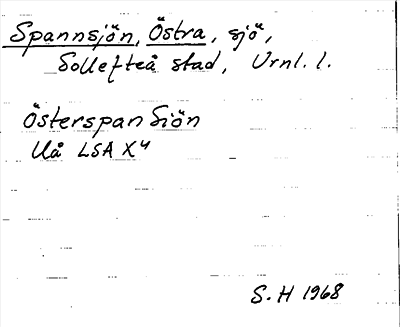 Spannsjön, Östra, sjö,
Sollefteå stad, Urnl. l.
Österspan Siön
Uå LSA X4
S.H 1968